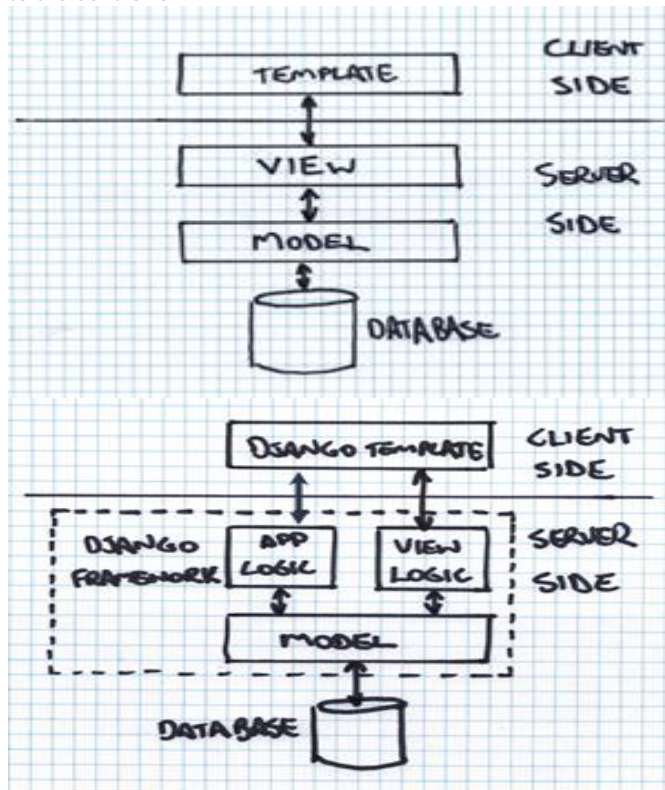 CLIENT
SIDE
TEMPLATE
VIEW
SERVER
SIDE
MODEL
DATABASE
DJANGO TEMPLATE
CLIENT
SIDE
DJANGO
FRAMEWORK
APP
LOGIC
VIEW
LOGIC
SERVER
SIDE
MODEL
DATABASE